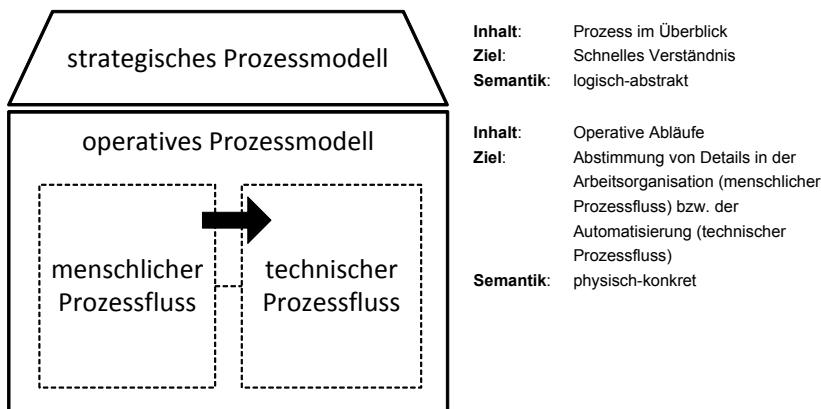 strategisches Prozessmodell
Inhalt: Prozess im Überblick
Ziel: Schnelles Verständnis
Semantik: logisch-abstrakt
operatives Prozessmodell
menschlicher
Prozessfluss
technischer
Prozessfluss
Inhalt: Operative Abläufe
Ziel: Abstimmung von Details in der
Arbeitsorganisation (menschlicher
Prozessfluss) bzw. der
Automatisierung (technischer
Prozessfluss)
Semantik: physisch-konkret